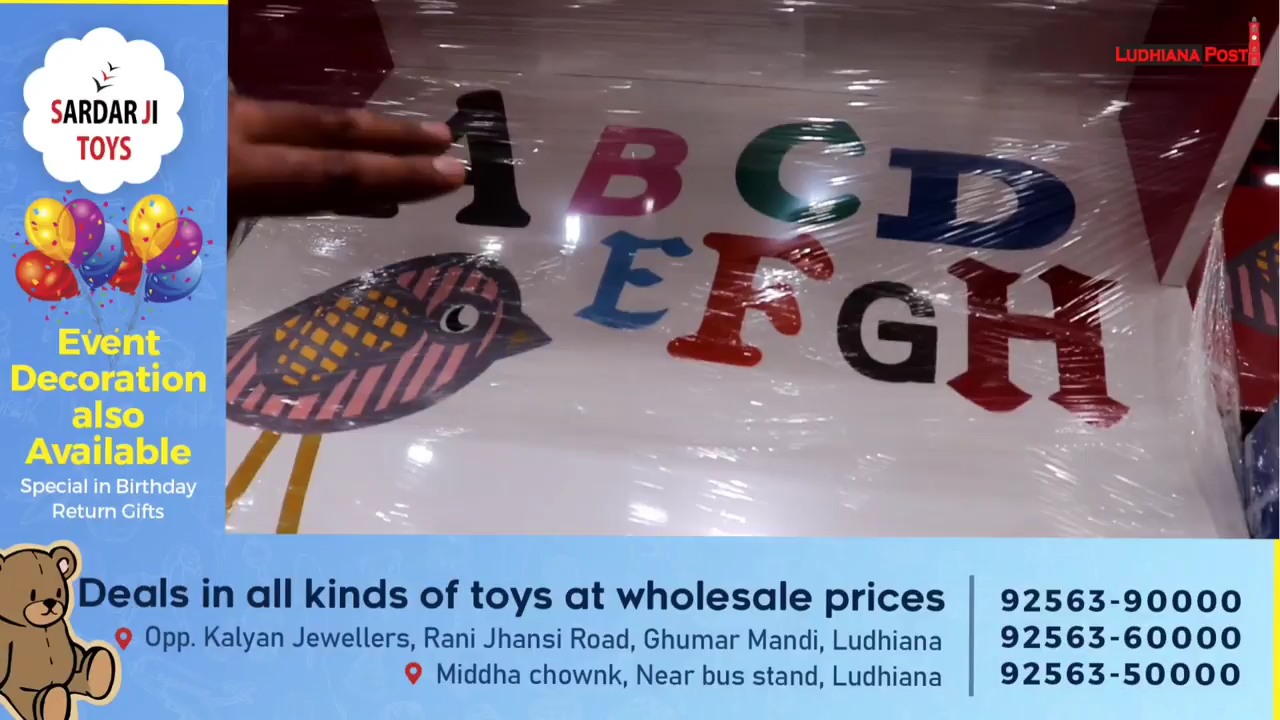 SARDAR JI
TOYS
Event
Decoration
also
Available
Special in Birthday
Return Gifts
LUDHIANA POST
A B C D
E F G H
Deals in all kinds of toys at wholesale prices
Opp. Kalyan Jewellers, Rani Jhansi Road, Ghumar Mandi, Ludhiana
Middha chownk, Near bus stand, Ludhiana
92563-90000
92563-60000
92563-50000